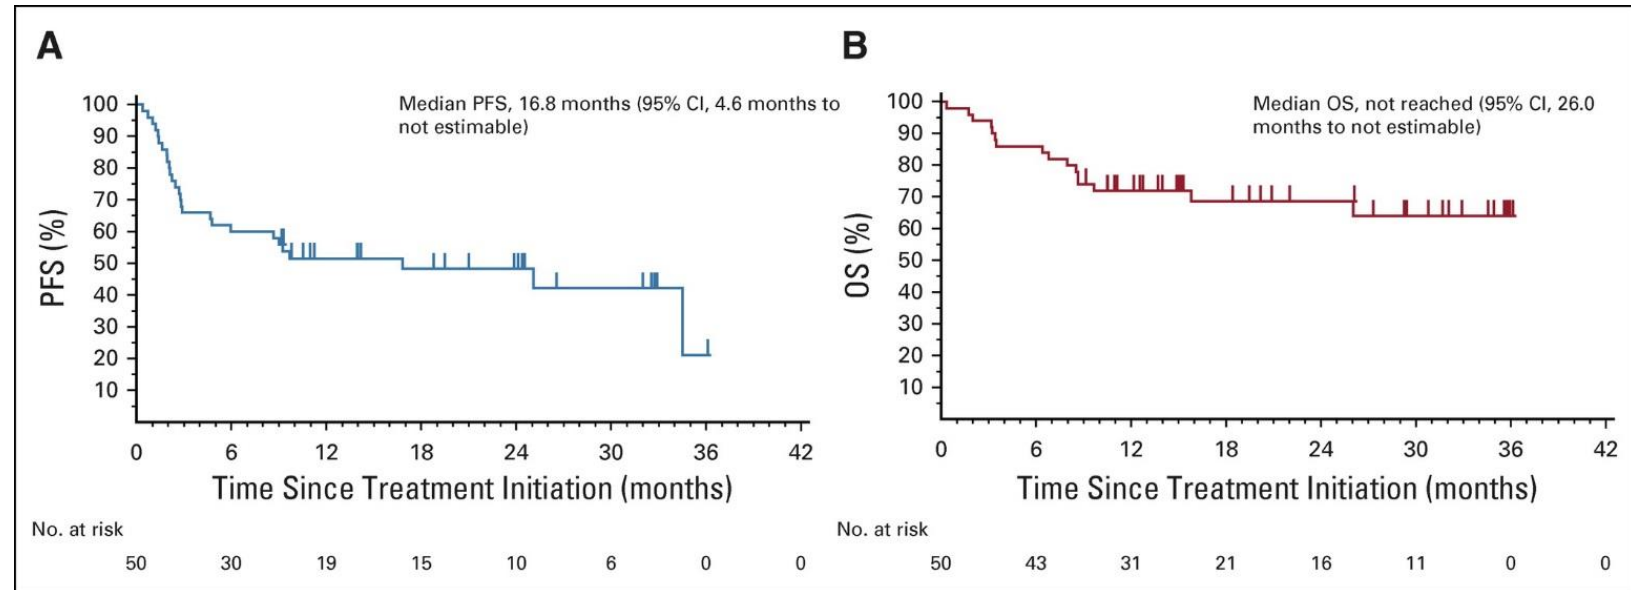 A
Median PFS, 16.8 months (95% CI, 4.6 months to
not estimable)
PFS (%)
100
90
80
70
60
50
40
30
20
10
0 6 12 18 24 30 36 42
Time Since Treatment Initiation (months)
No. at risk
50 30 19 15 10 6 0 0
B
Median OS, not reached (95% CI, 26.0
months to not estimable)
OS (%)
100
90
80
70
60
50
40
30
20
10
0 6 12 18 24 30 36 42
Time Since Treatment Initiation (months)
No. at risk
50 43 31 21 16 11 0 0